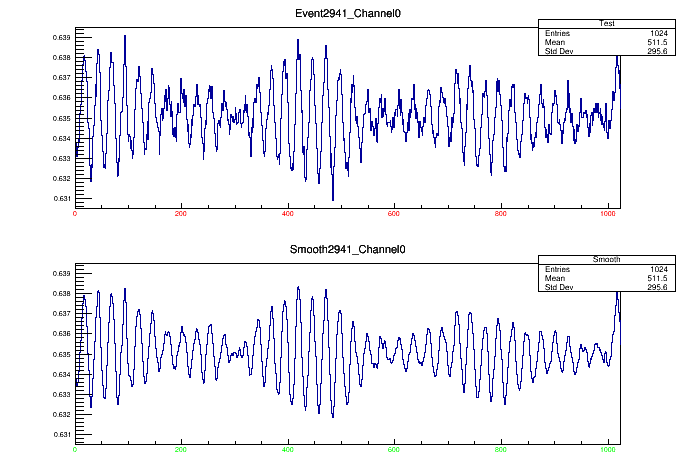 Event2941_Channel0
Test
Entries 1024
Mean 511.5
Std Dev 295.6
0.639
0.638
0.637
0.636
0.635
0.634
0.633
0.632
0.631
0 200 400 600 800 1000
Smooth2941_Channel0
Smooth
Entries 1024
Mean 511.5
Std Dev 295.6
0.639
0.638
0.637
0.636
0.635
0.634
0.633
0.632
0.631
0 200 400 600 800 1000